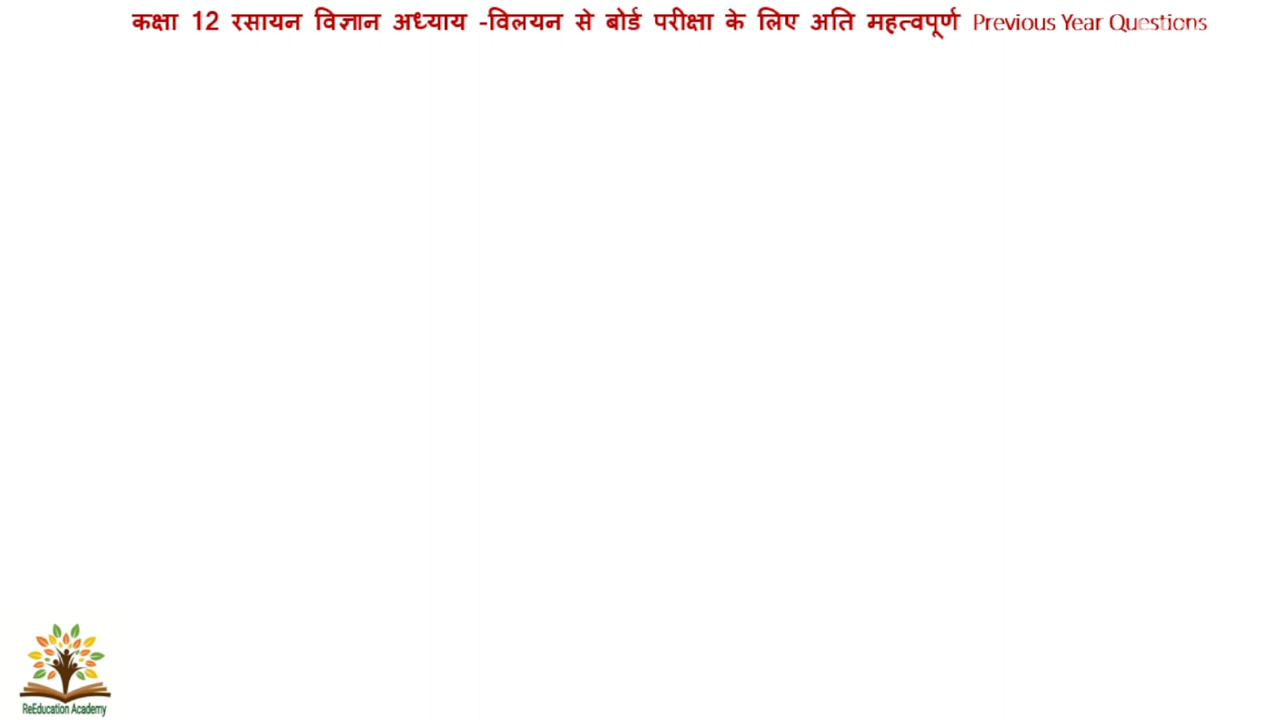 कक्षा 12 रसायन विज्ञान अध्याय -विलयन से बोर्ड परीक्षा के लिए अति महत्वपूर्ण Previous Year Questions
ReEducation Academy